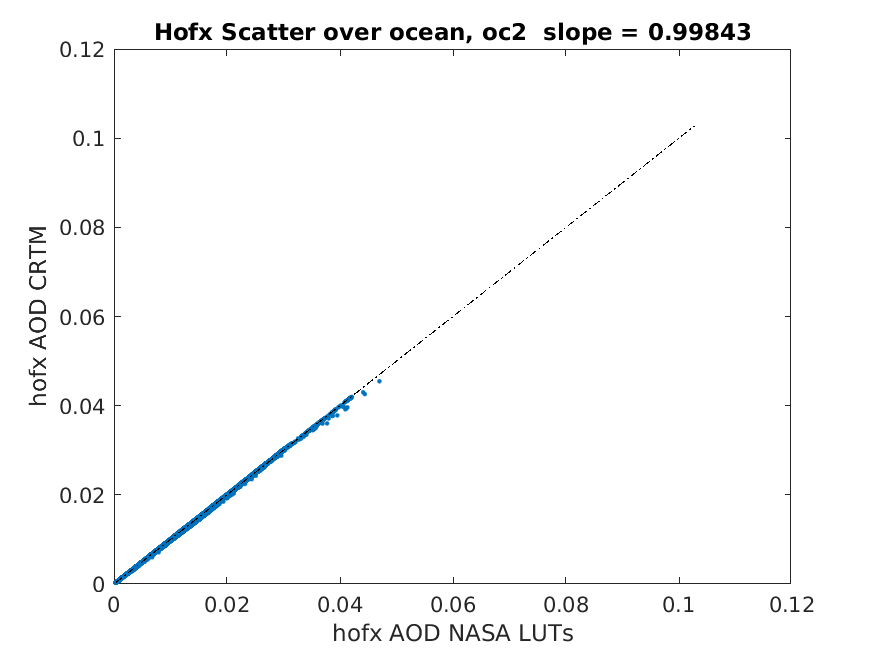 Hofx Scatter over ocean, oc2  slope = 0.99843
0.12
0.1
0.08
0.06
0.04
0.02
0
hofx AOD CRTM
0 0.02 0.04 0.06 0.08 0.1 0.12
hofx AOD NASA LUTs